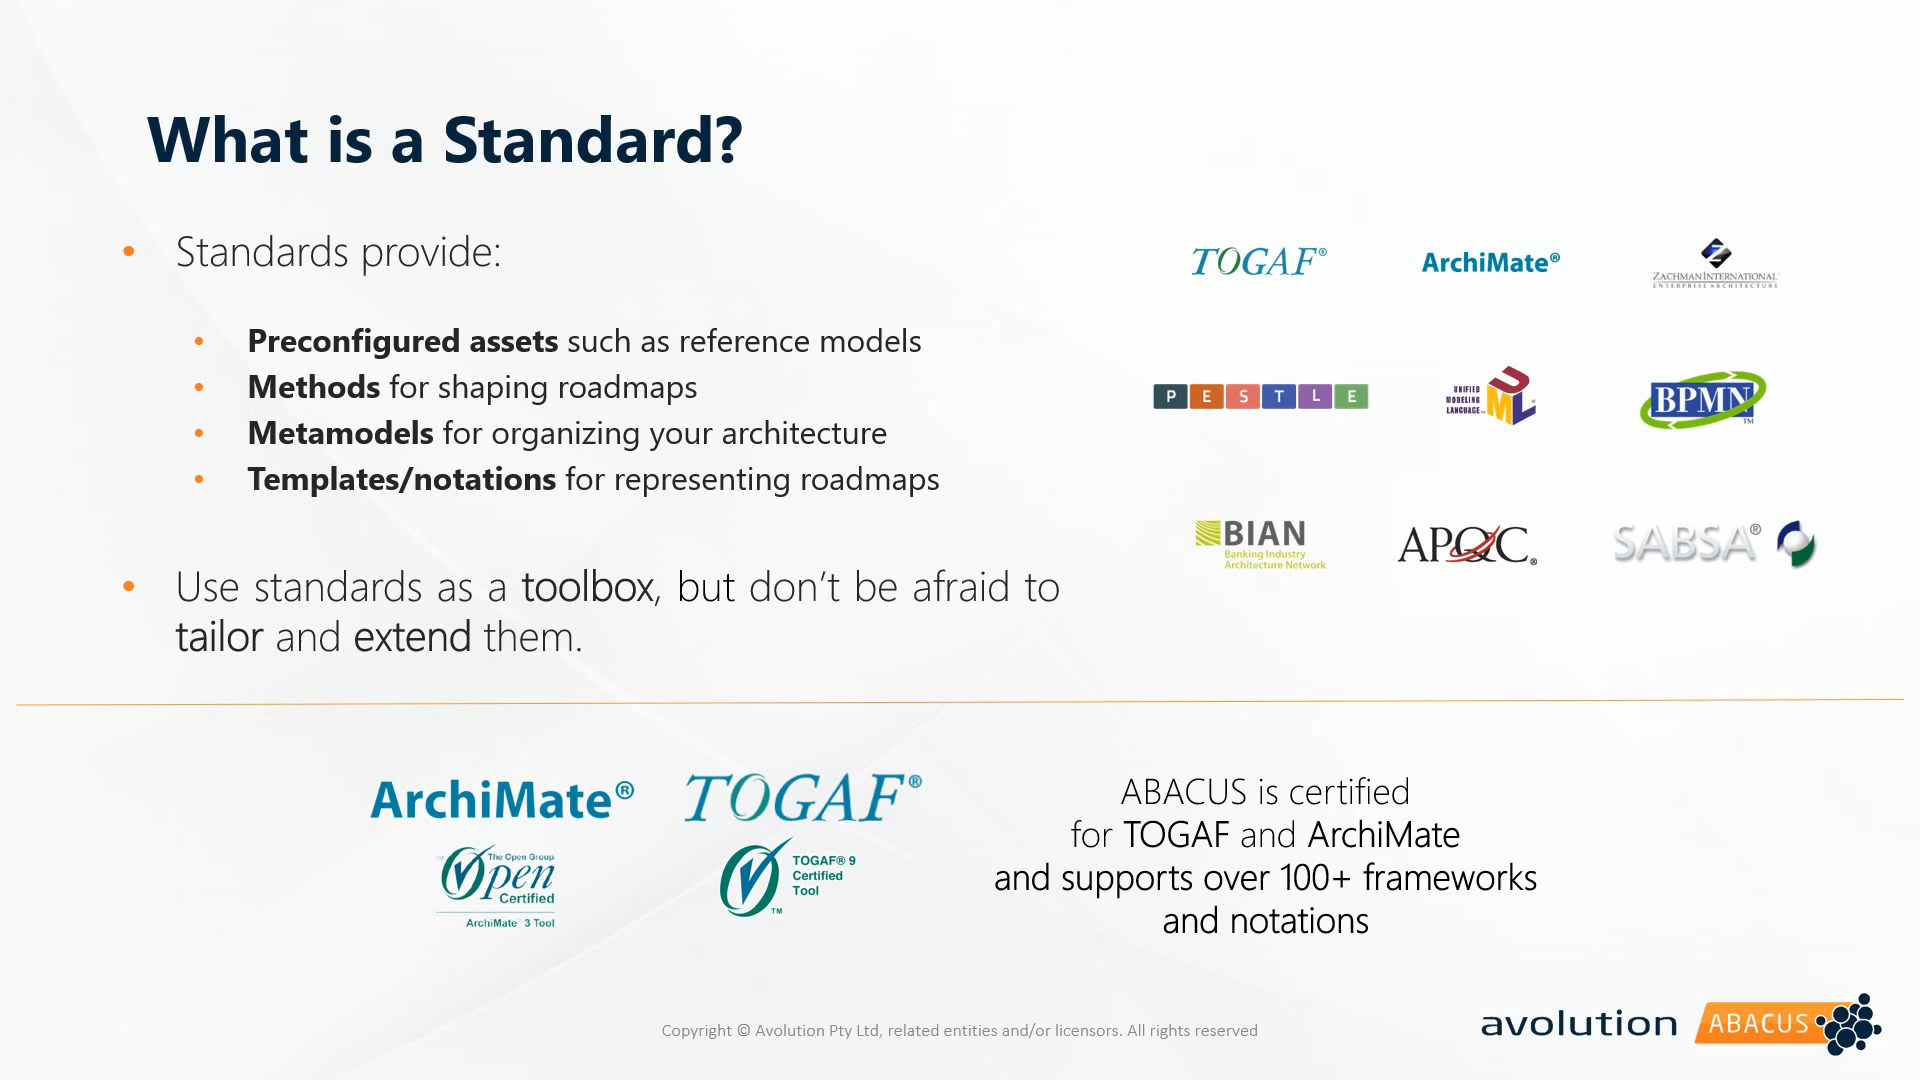 What is a Standard?
• Standards provide:
• Preconfigured assets such as reference models
• Methods for shaping roadmaps
• Metamodels for organizing your architecture
• Templates/notations for representing roadmaps
• Use standards as a toolbox, but don’t be afraid to
tailor and extend them.
TOGAF®
ArchiMate®
ZACHMAN INTERNATIONAL
ENTERPRISE ARCHITECTURE
P E S T L E
UNIFIED
MODELING
LANGUAGE
UML
BPMN™
BIAN
Banking Industry
Architecture Network
APQC®
SABSA®
ArchiMate®
The Open Group
Open
Certified
ArchiMate 3 Tool
TOGAF®
TOGAF® 9
Certified
Tool
TM
ABACUS is certified
for TOGAF and ArchiMate
and supports over 100+ frameworks
and notations
Copyright © Avolution Pty Ltd, related entities and/or licensors. All rights reserved
avolution ABACUS